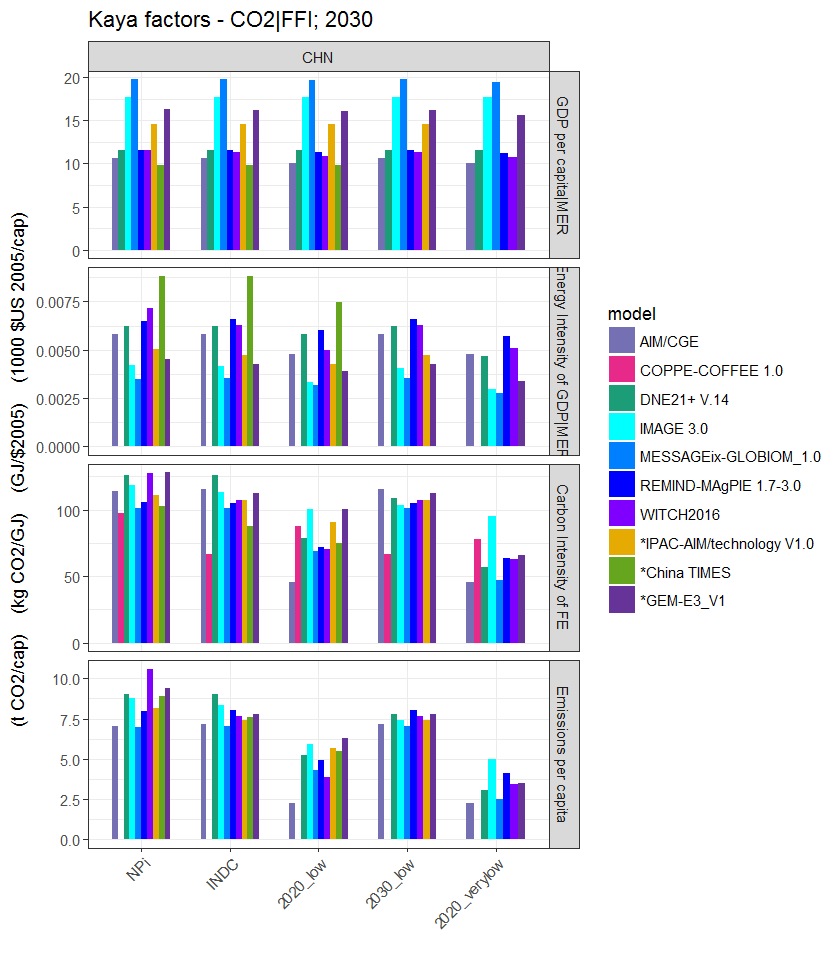 Kaya factors - CO2|FFI; 2030
CHN
20
15
10
5
0
GDP per capita|MER
0.0075
0.0050
0.0025
0.0000
Energy Intensity of GDP|MER
100
50
0
Carbon Intensity of FE
10.0
7.5
5.0
2.5
0.0
Emissions per capita
(t CO2/cap) (kg CO2/GJ) (GJ/$2005) (1000 $US 2005/cap)
NPi
INDC
2020_low
2030_low
2020_verylow
model
AIM/CGE
COPPE-COFFEE 1.0
DNE21+ V.14
IMAGE 3.0
MESSAGEix-GLOBIOM_1.0
REMIND-MAgPIE 1.7-3.0
WITCH2016
*IPAC-AIM/technology V1.0
*China TIMES
*GEM-E3_V1